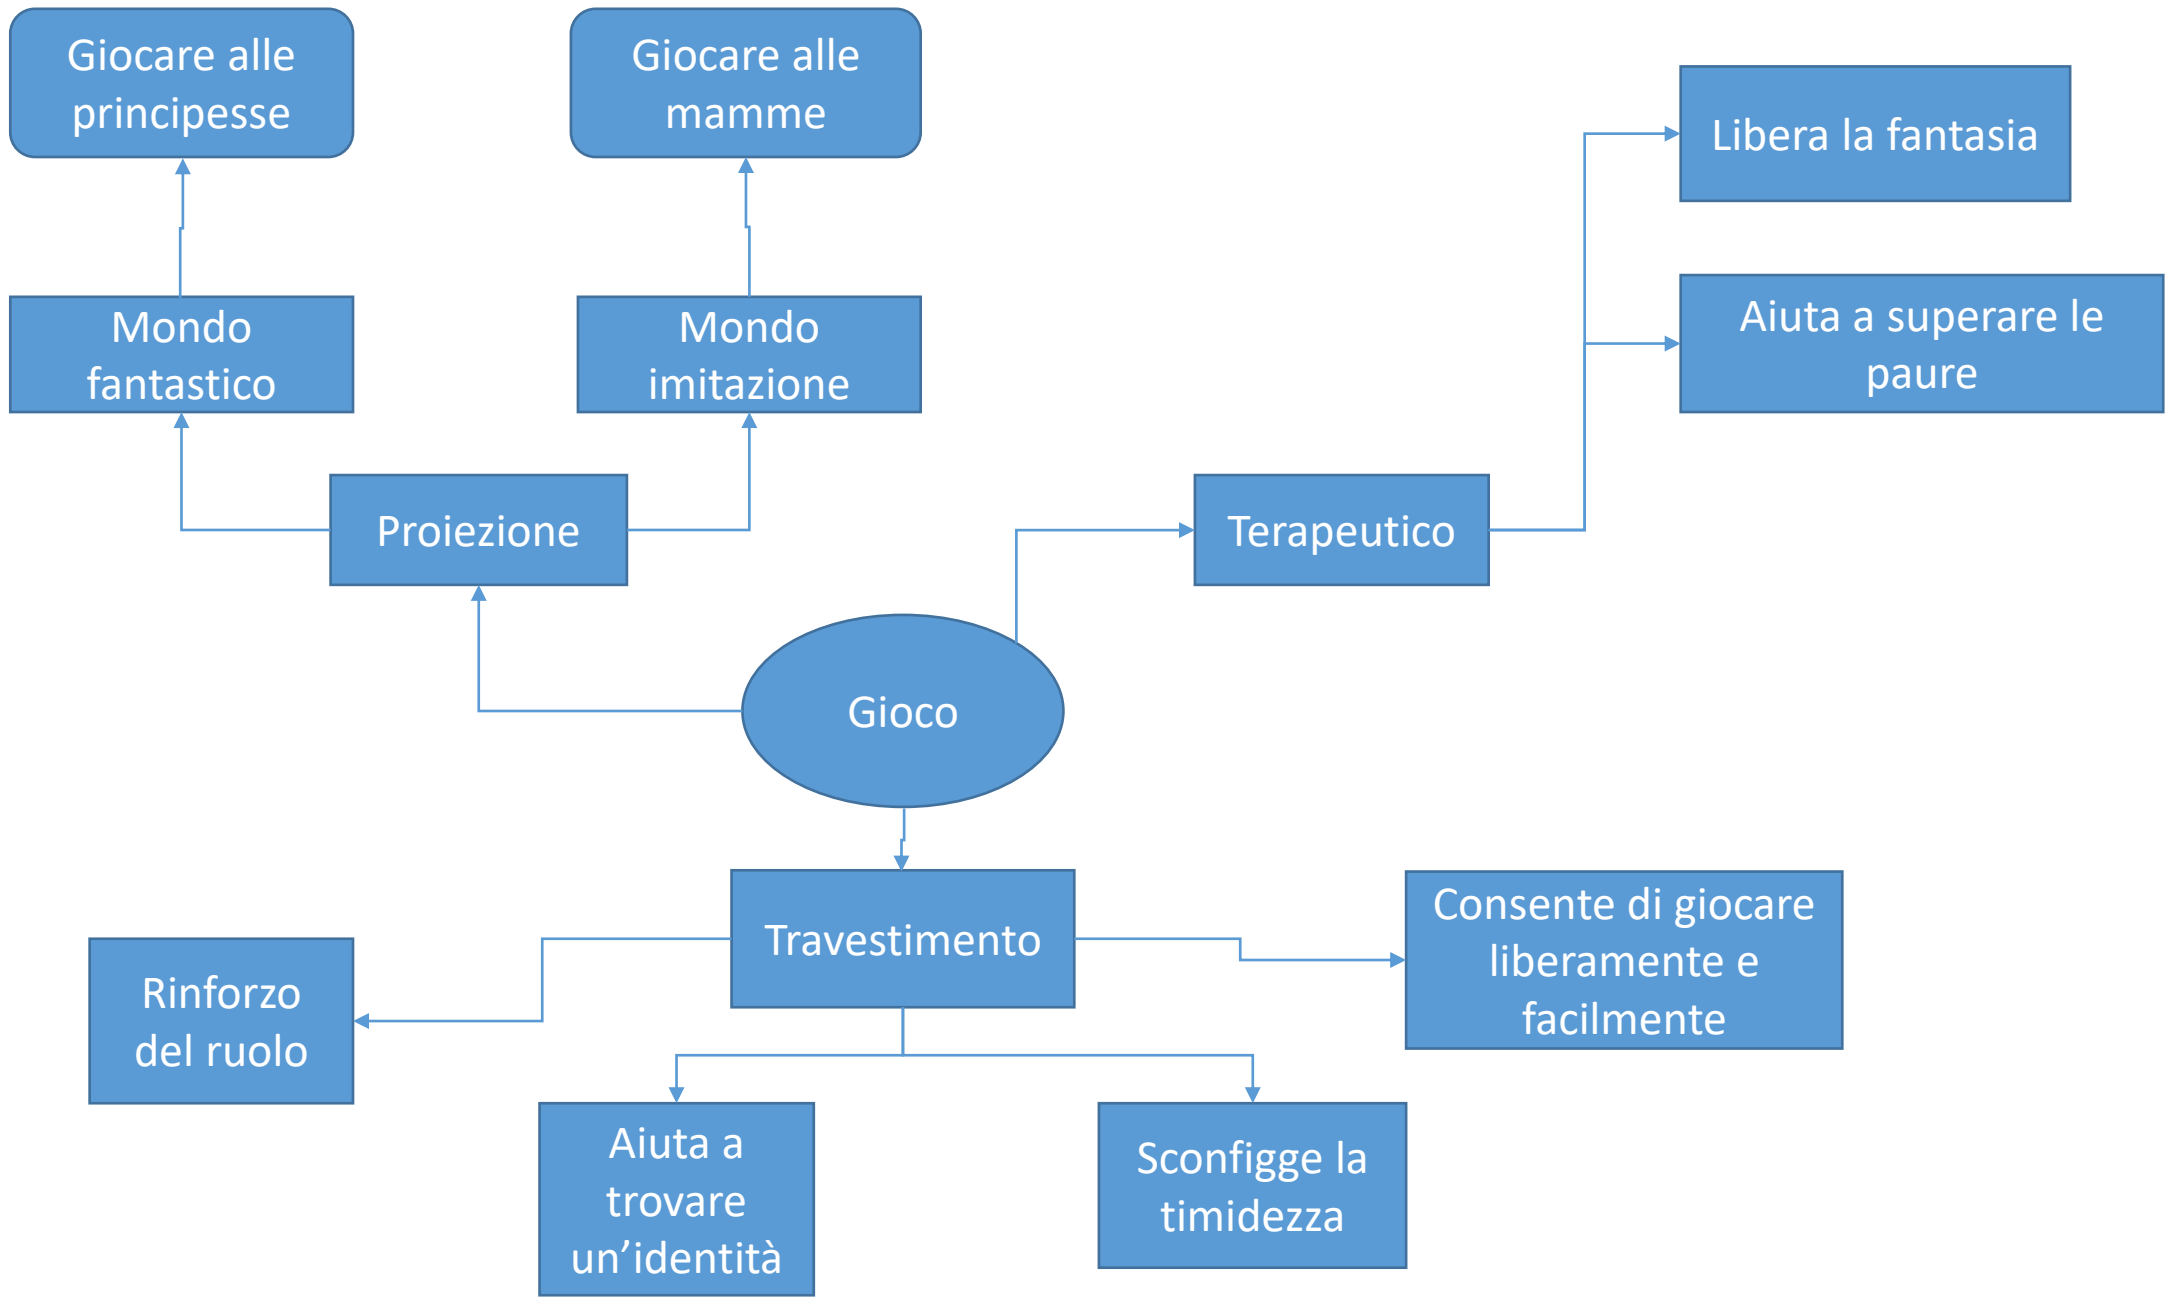 Giocare alle
principesse
Giocare alle
mamme
Libera la fantasia
Mondo
fantastico
Mondo
imitazione
Aiuta a superare le
paure
Proiezione
Terapeutico
Gioco
Travestimento
Consente di giocare
liberamente e
facilmente
Rinforzo
del ruolo
Aiuta a
trovare
un’identità
Sconfigge la
timidezza